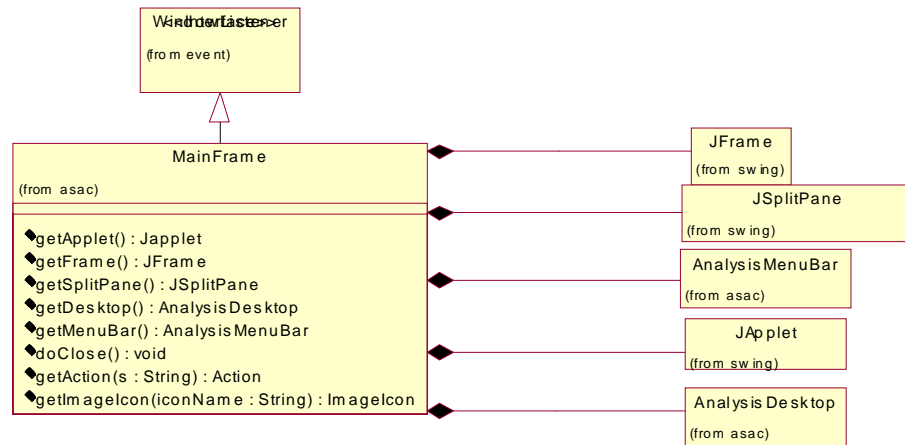 <<Interface>>
WindowListener
(from event)
MainFrame
(from asac)
getApplet() : Japplet
getFrame() : JFrame
getSplitPane() : JSplitPane
getDesktop() : AnalysisDesktop
getMenuBar() : AnalysisMenuBar
doClose() : void
getAction(s : String) : Action
getImageIcon(iconName : String) : ImageIcon
JFrame
(from swing)
JSplitPane
(from swing)
AnalysisMenuBar
(from asac)
JApplet
(from swing)
AnalysisDesktop
(from asac)